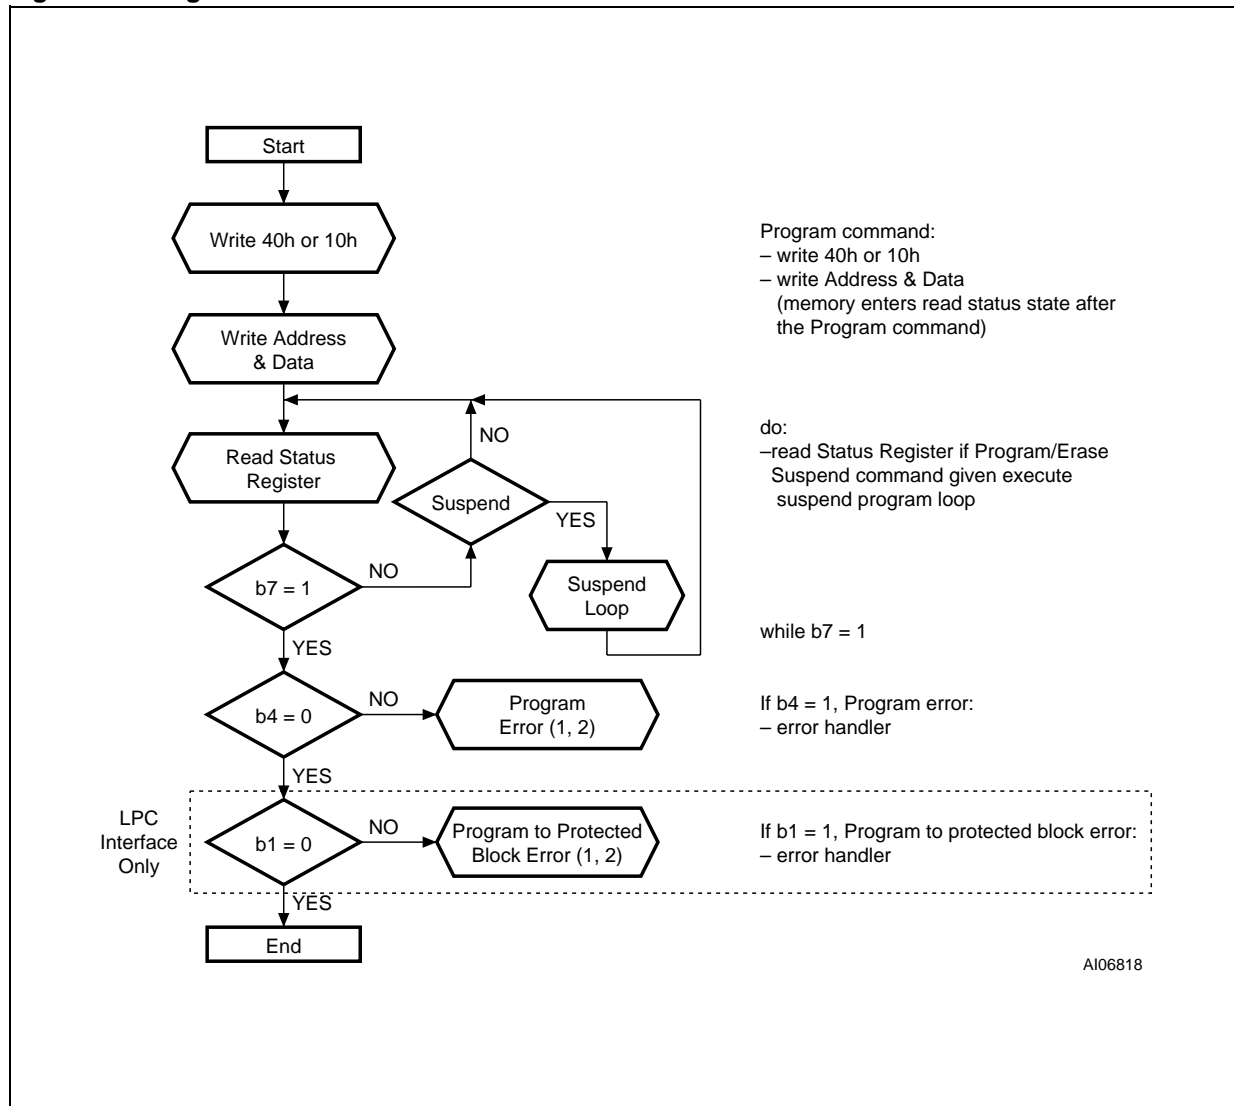 Start
Write 40h or 10h
Program command:
– write 40h or 10h
– write Address & Data
(memory enters read status state after
the Program command)
Write Address
& Data
NO
do:
–read Status Register if Program/Erase
Suspend command given execute
suspend program loop
Read Status
Register
Suspend
YES
NO
b7 = 1
Suspend
Loop
while b7 = 1
YES
NO
b4 = 0
Program
Error (1, 2)
If b4 = 1, Program error:
– error handler
YES
LPC
Interface
Only
NO
b1 = 0
Program to Protected
Block Error (1, 2)
If b1 = 1, Program to protected block error:
– error handler
YES
End
AI06818